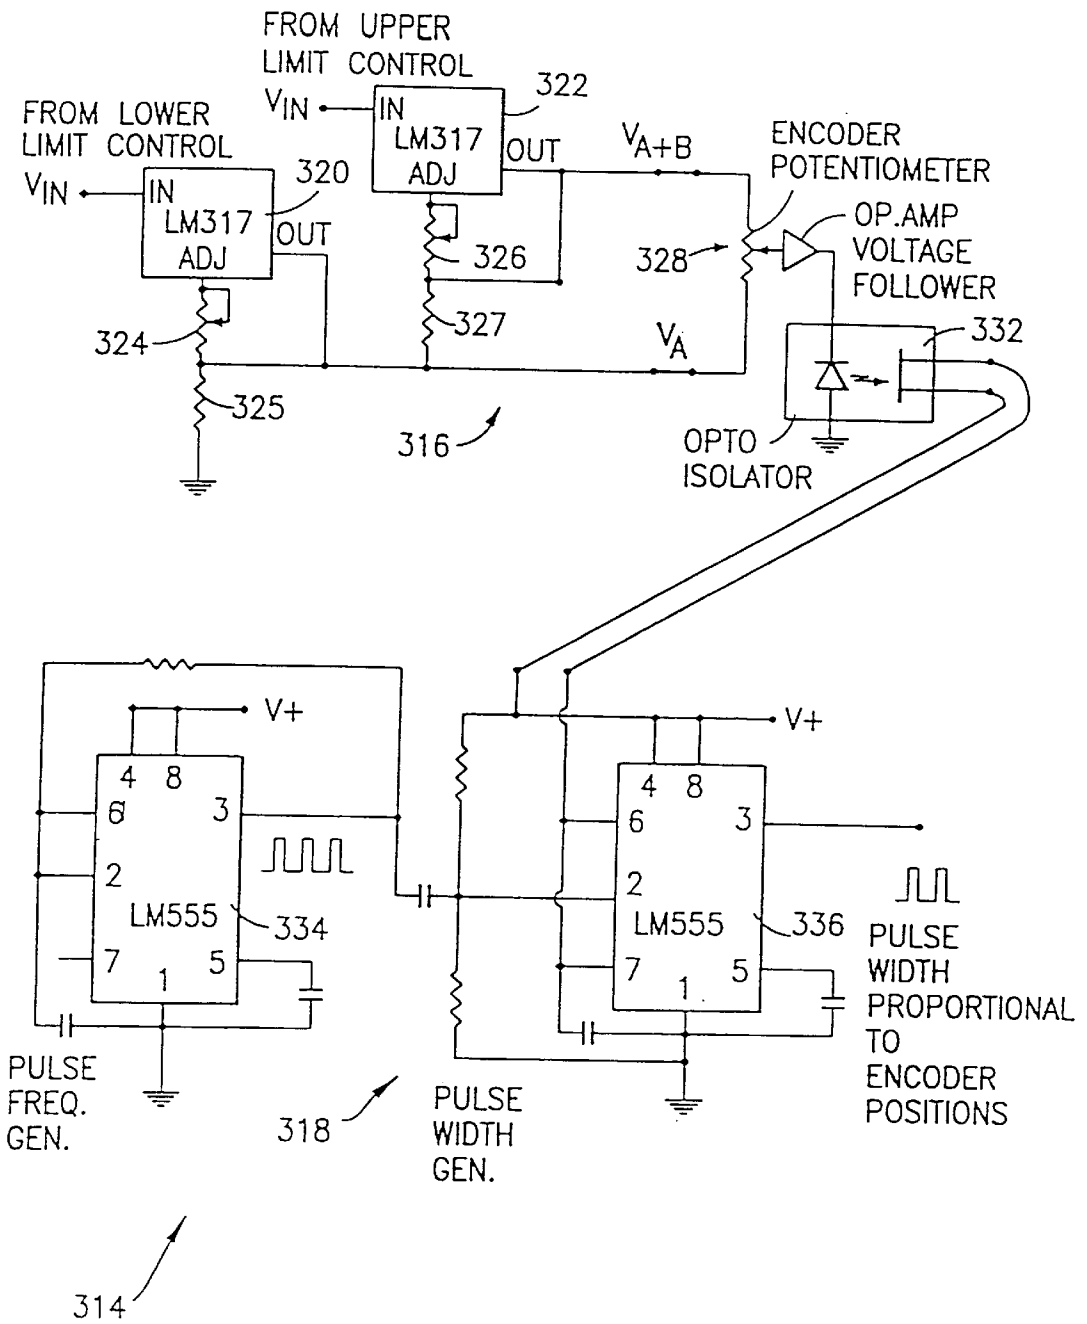 FROM UPPER
LIMIT CONTROL
VIN
IN
LM317
ADJ
OUT
322
VA+B
ENCODER
POTENTIOMETER
FROM LOWER
LIMIT CONTROL
VIN
IN
LM317
ADJ
OUT
320
326
328
OP.AMP
VOLTAGE
FOLLOWER
324
327
VA
332
325
316
OPTO
ISOLATOR
V+
4 8
6 3
2
LM555
334
7 5
1
PULSE
FREQ.
GEN.
V+
4 8
6 3
2
LM555
336
7 5
1
PULSE
WIDTH
PROPORTIONAL
TO
ENCODER
POSITIONS
318
PULSE
WIDTH
GEN.
314